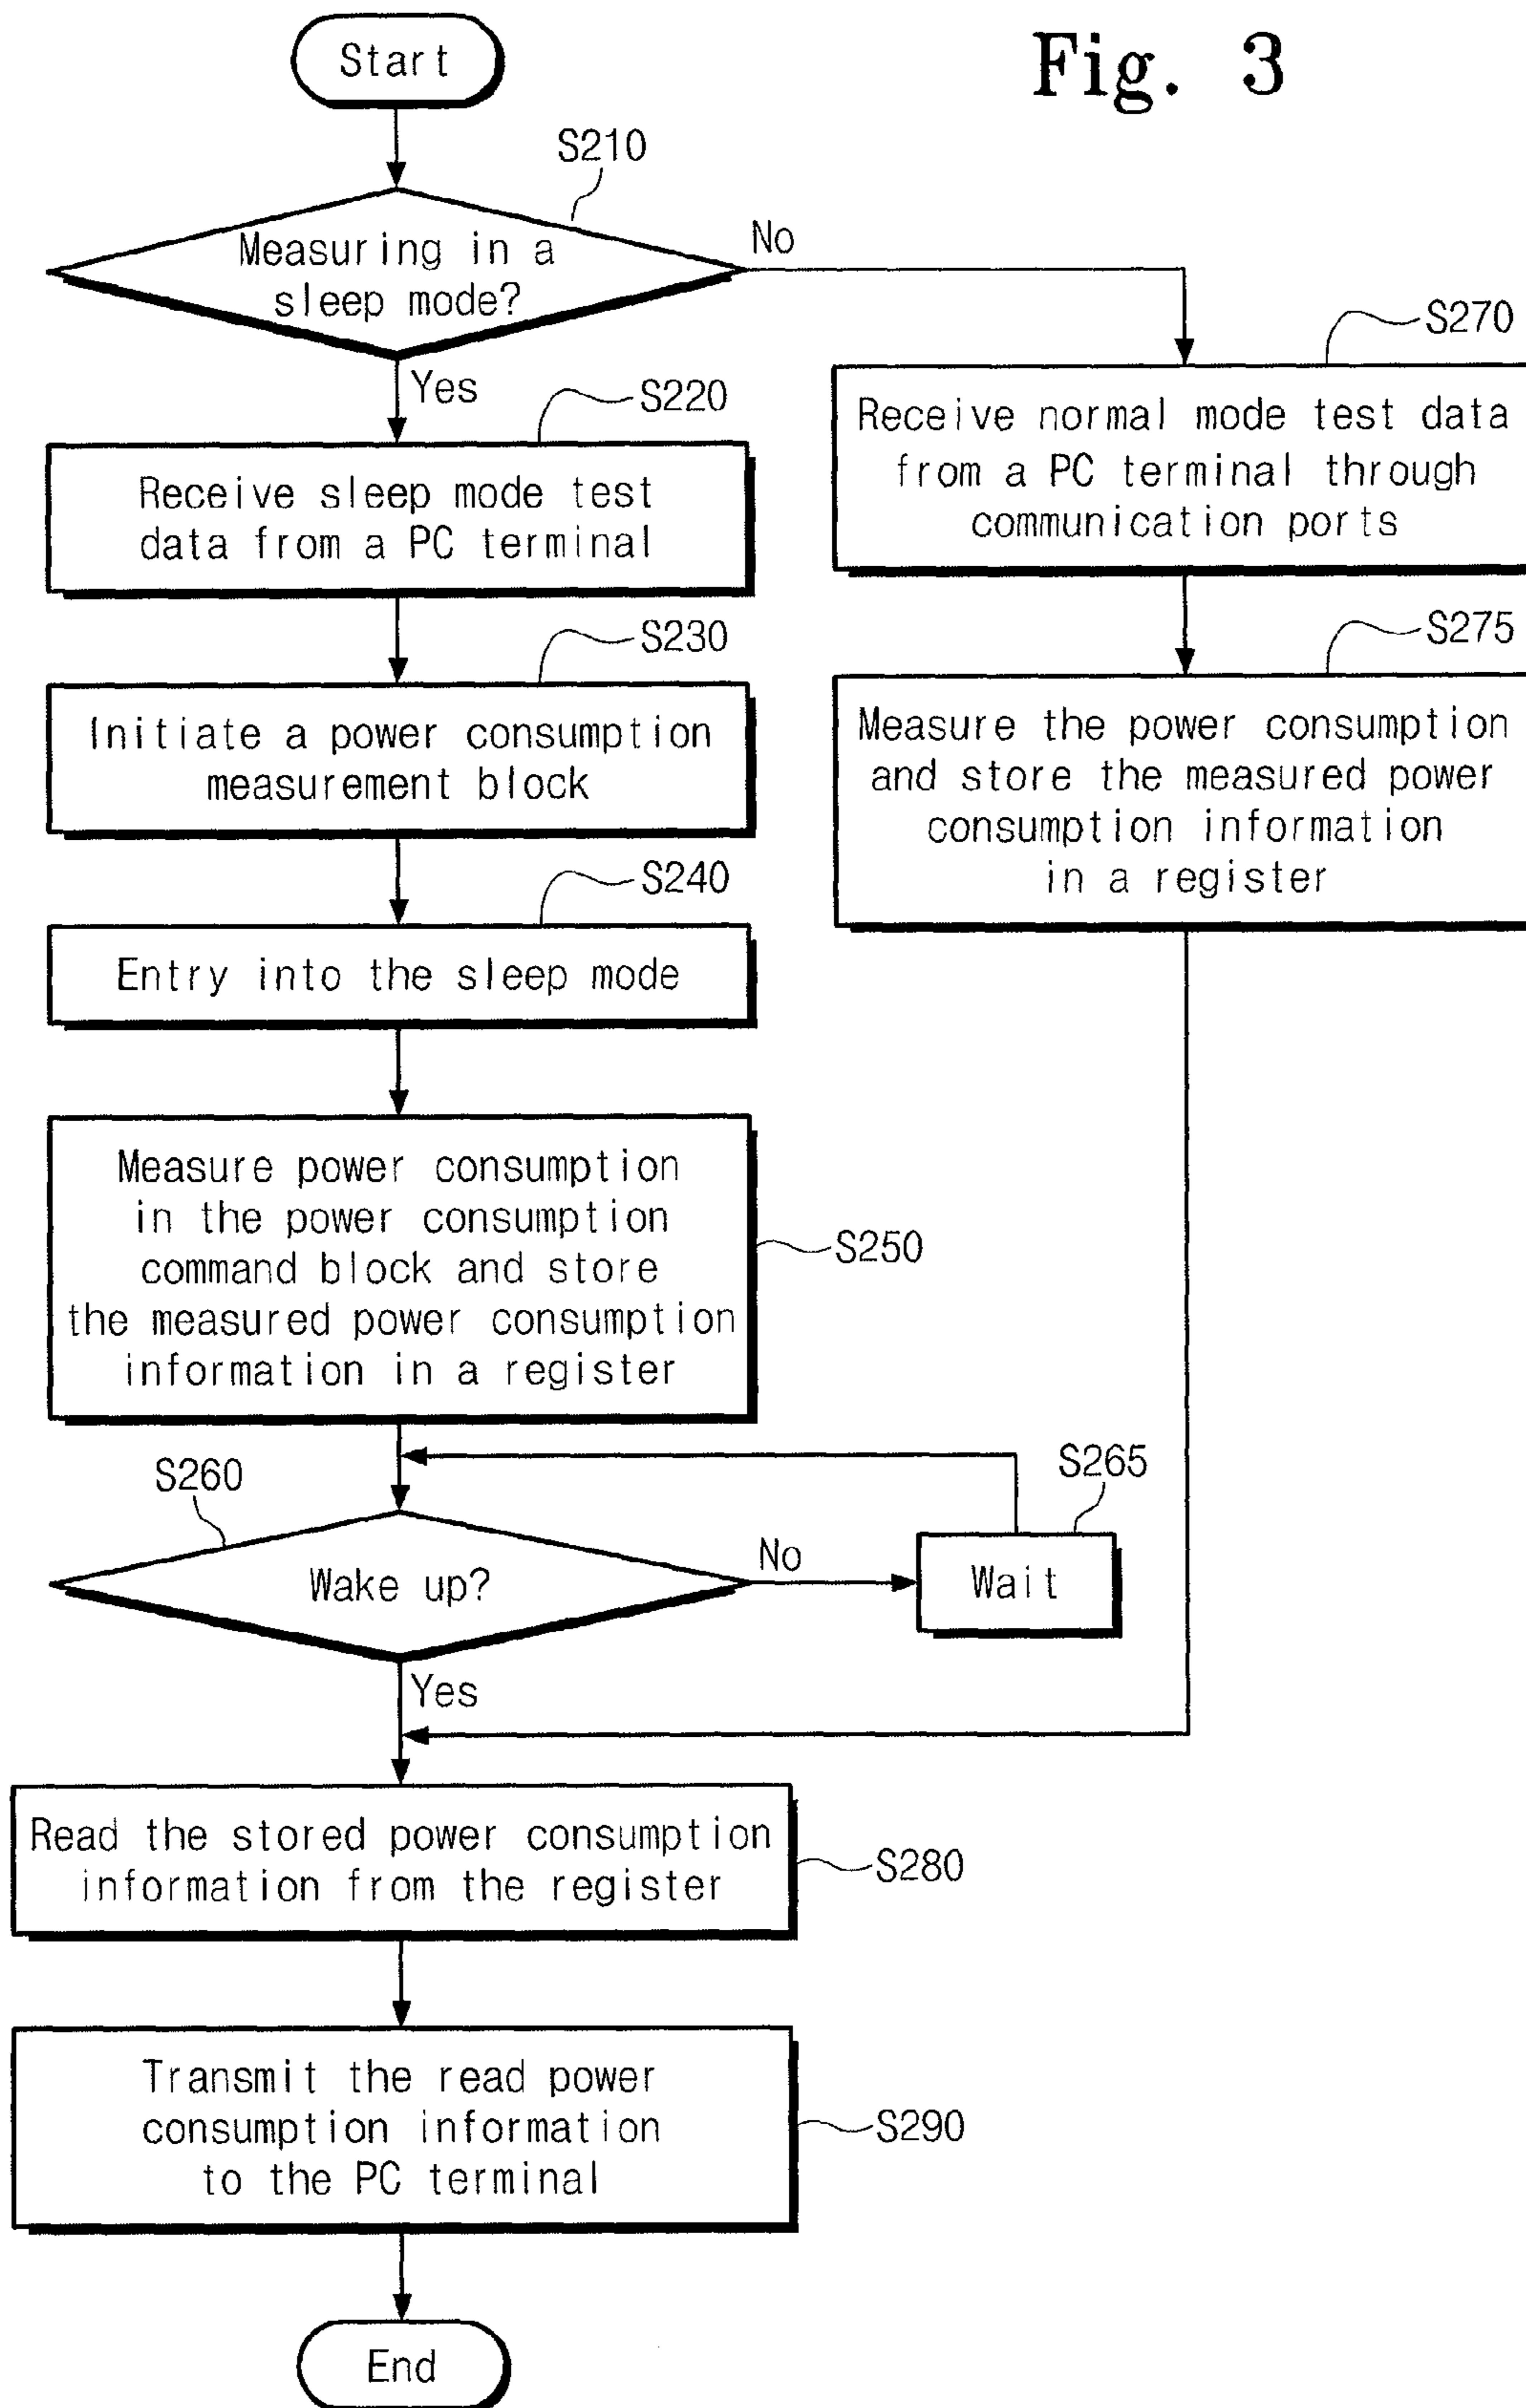 Fig. 3
Start
S210
Measuring in a
sleep mode?
No
Yes
S220
Receive sleep mode test
data from a PC terminal
S230
Initiate a power consumption
measurement block
S240
Entry into the sleep mode
Measure power consumption
in the power consumption
command block and store
the measured power consumption
information in a register
S250
S260
Wake up?
No
S265
Wait
Yes
S270
Receive normal mode test data
from a PC terminal through
communication ports
S275
Measure the power consumption
and store the measured power
consumption information
in a register
Read the stored power consumption
information from the register
S280
Transmit the read power
consumption information
to the PC terminal
S290
End